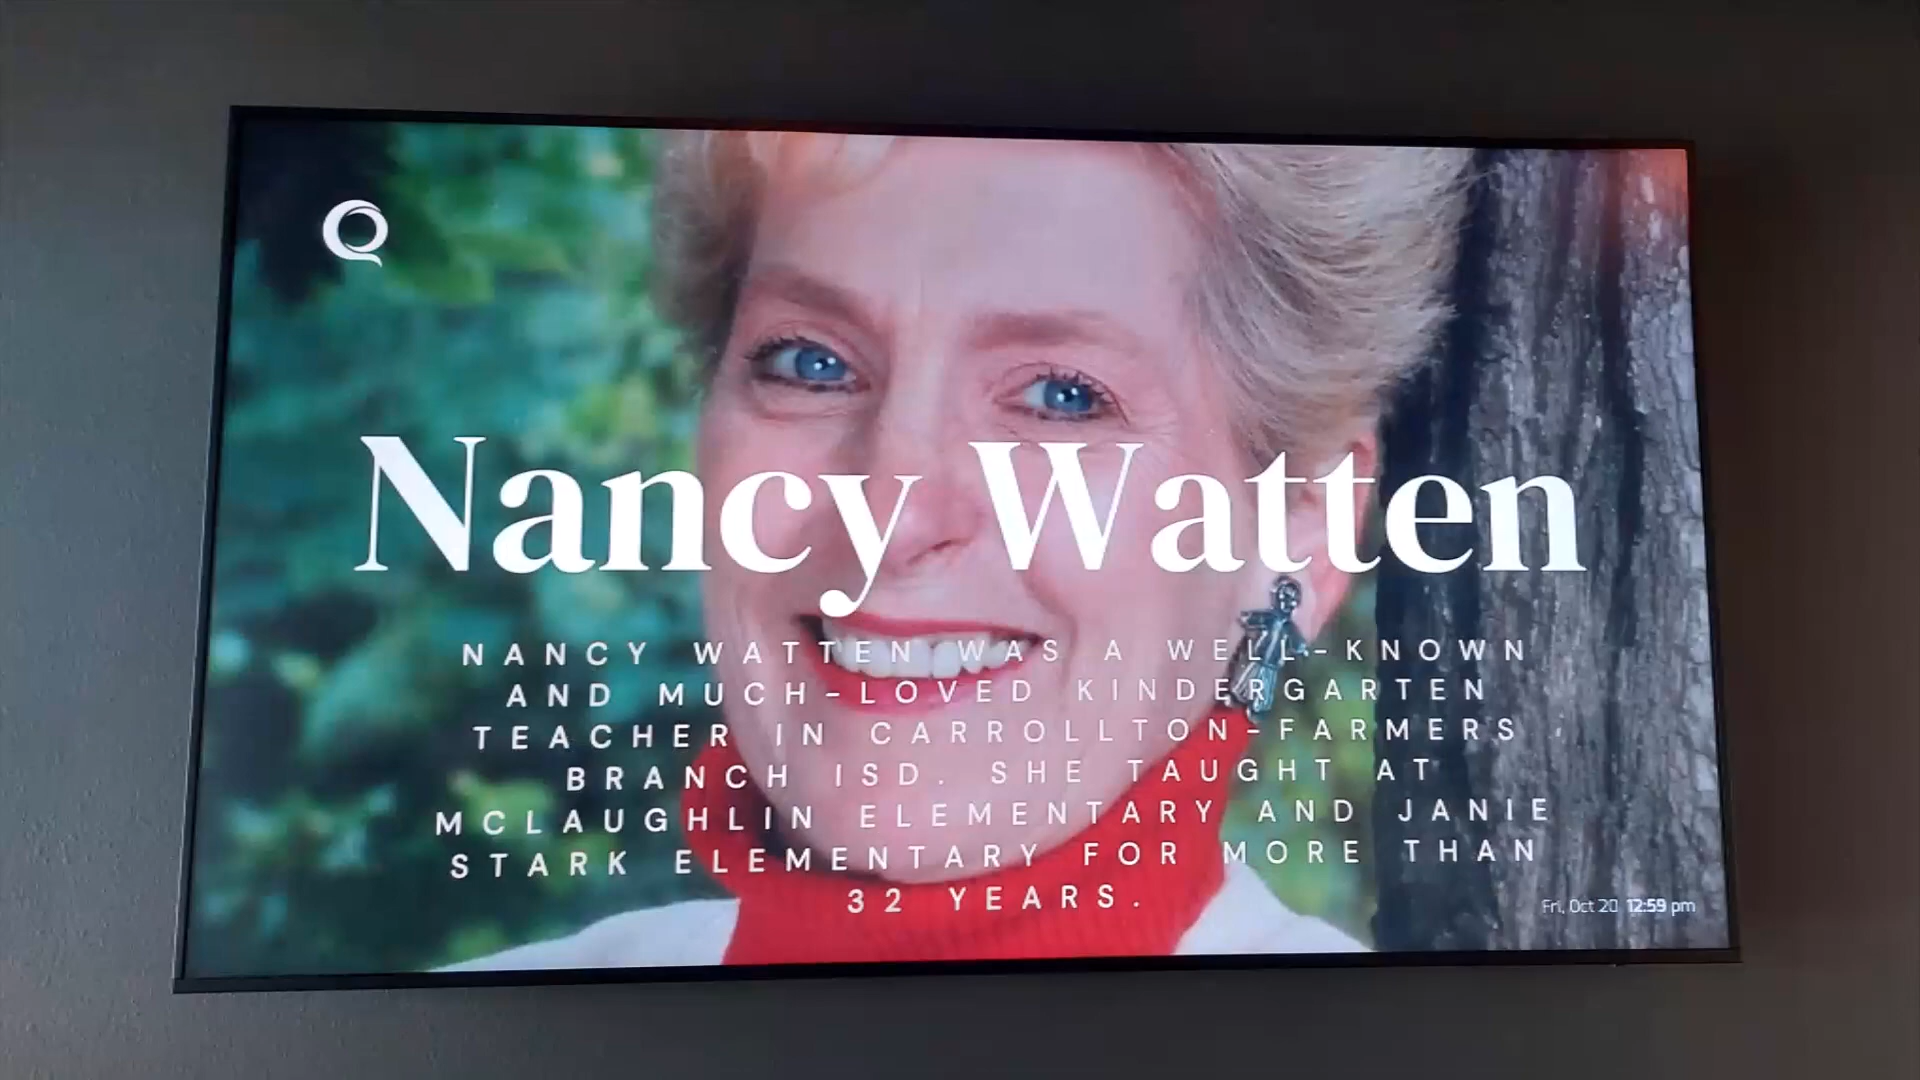 Nancy Watten
NANCY WATTEN WAS A WELL-KNOWN
AND MUCH-LOVED KINDERGARTEN
TEACHER IN CARROLLTON-FARMERS
BRANCH ISD. SHE TAUGHT AT
MCLAUGHLIN ELEMENTARY AND JANIE
STARK ELEMENTARY FOR MORE THAN
32 YEARS.
Fri, Oct 20 12:59 pm